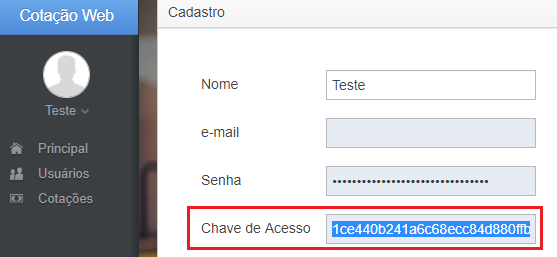 Cotação Web
Teste
Principal
Usuários
Cotações
Cadastro
Nome
Teste
e-mail
Senha
••••••••••••••••••••••••••••••••
Chave de Acesso
1ce440b241a6c68ecc84d880ffb